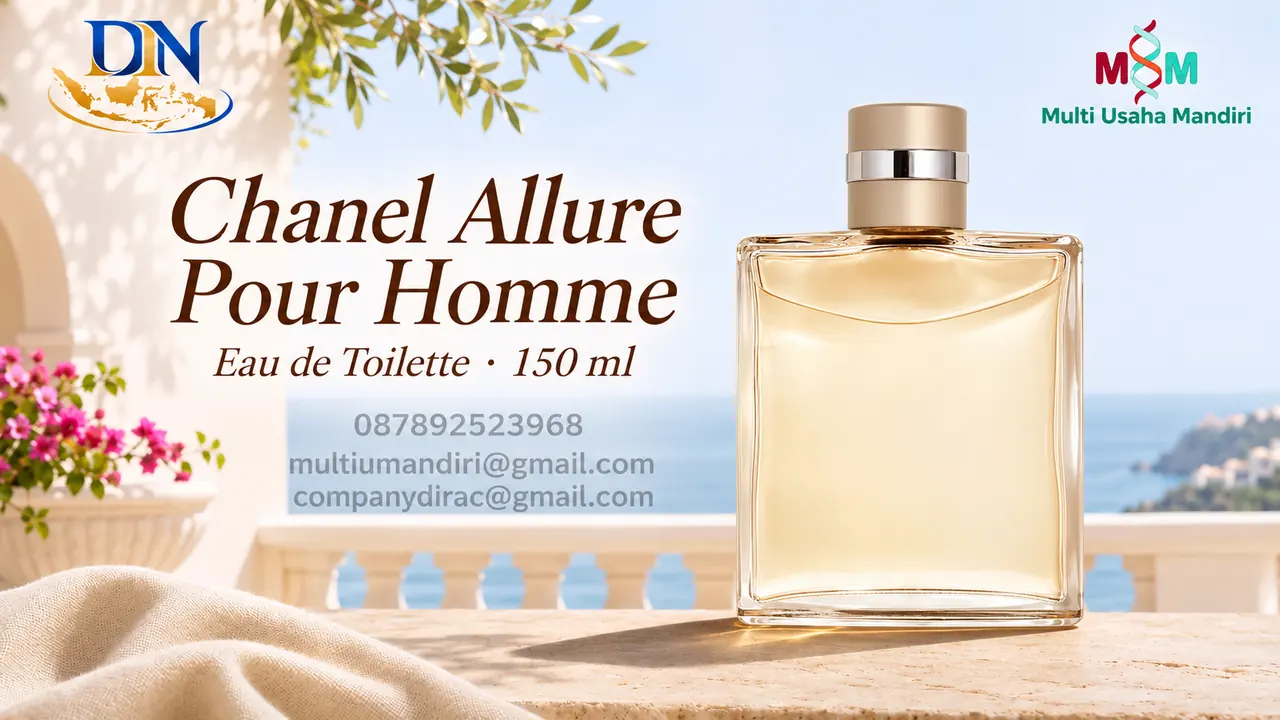 DIN
MSM
Multi Usaha Mandiri
Chanel Allure
Pour Homme
Eau de Toilette · 150 ml
087892523968
multiumandiri@gmail.com
companydirac@gmail.com